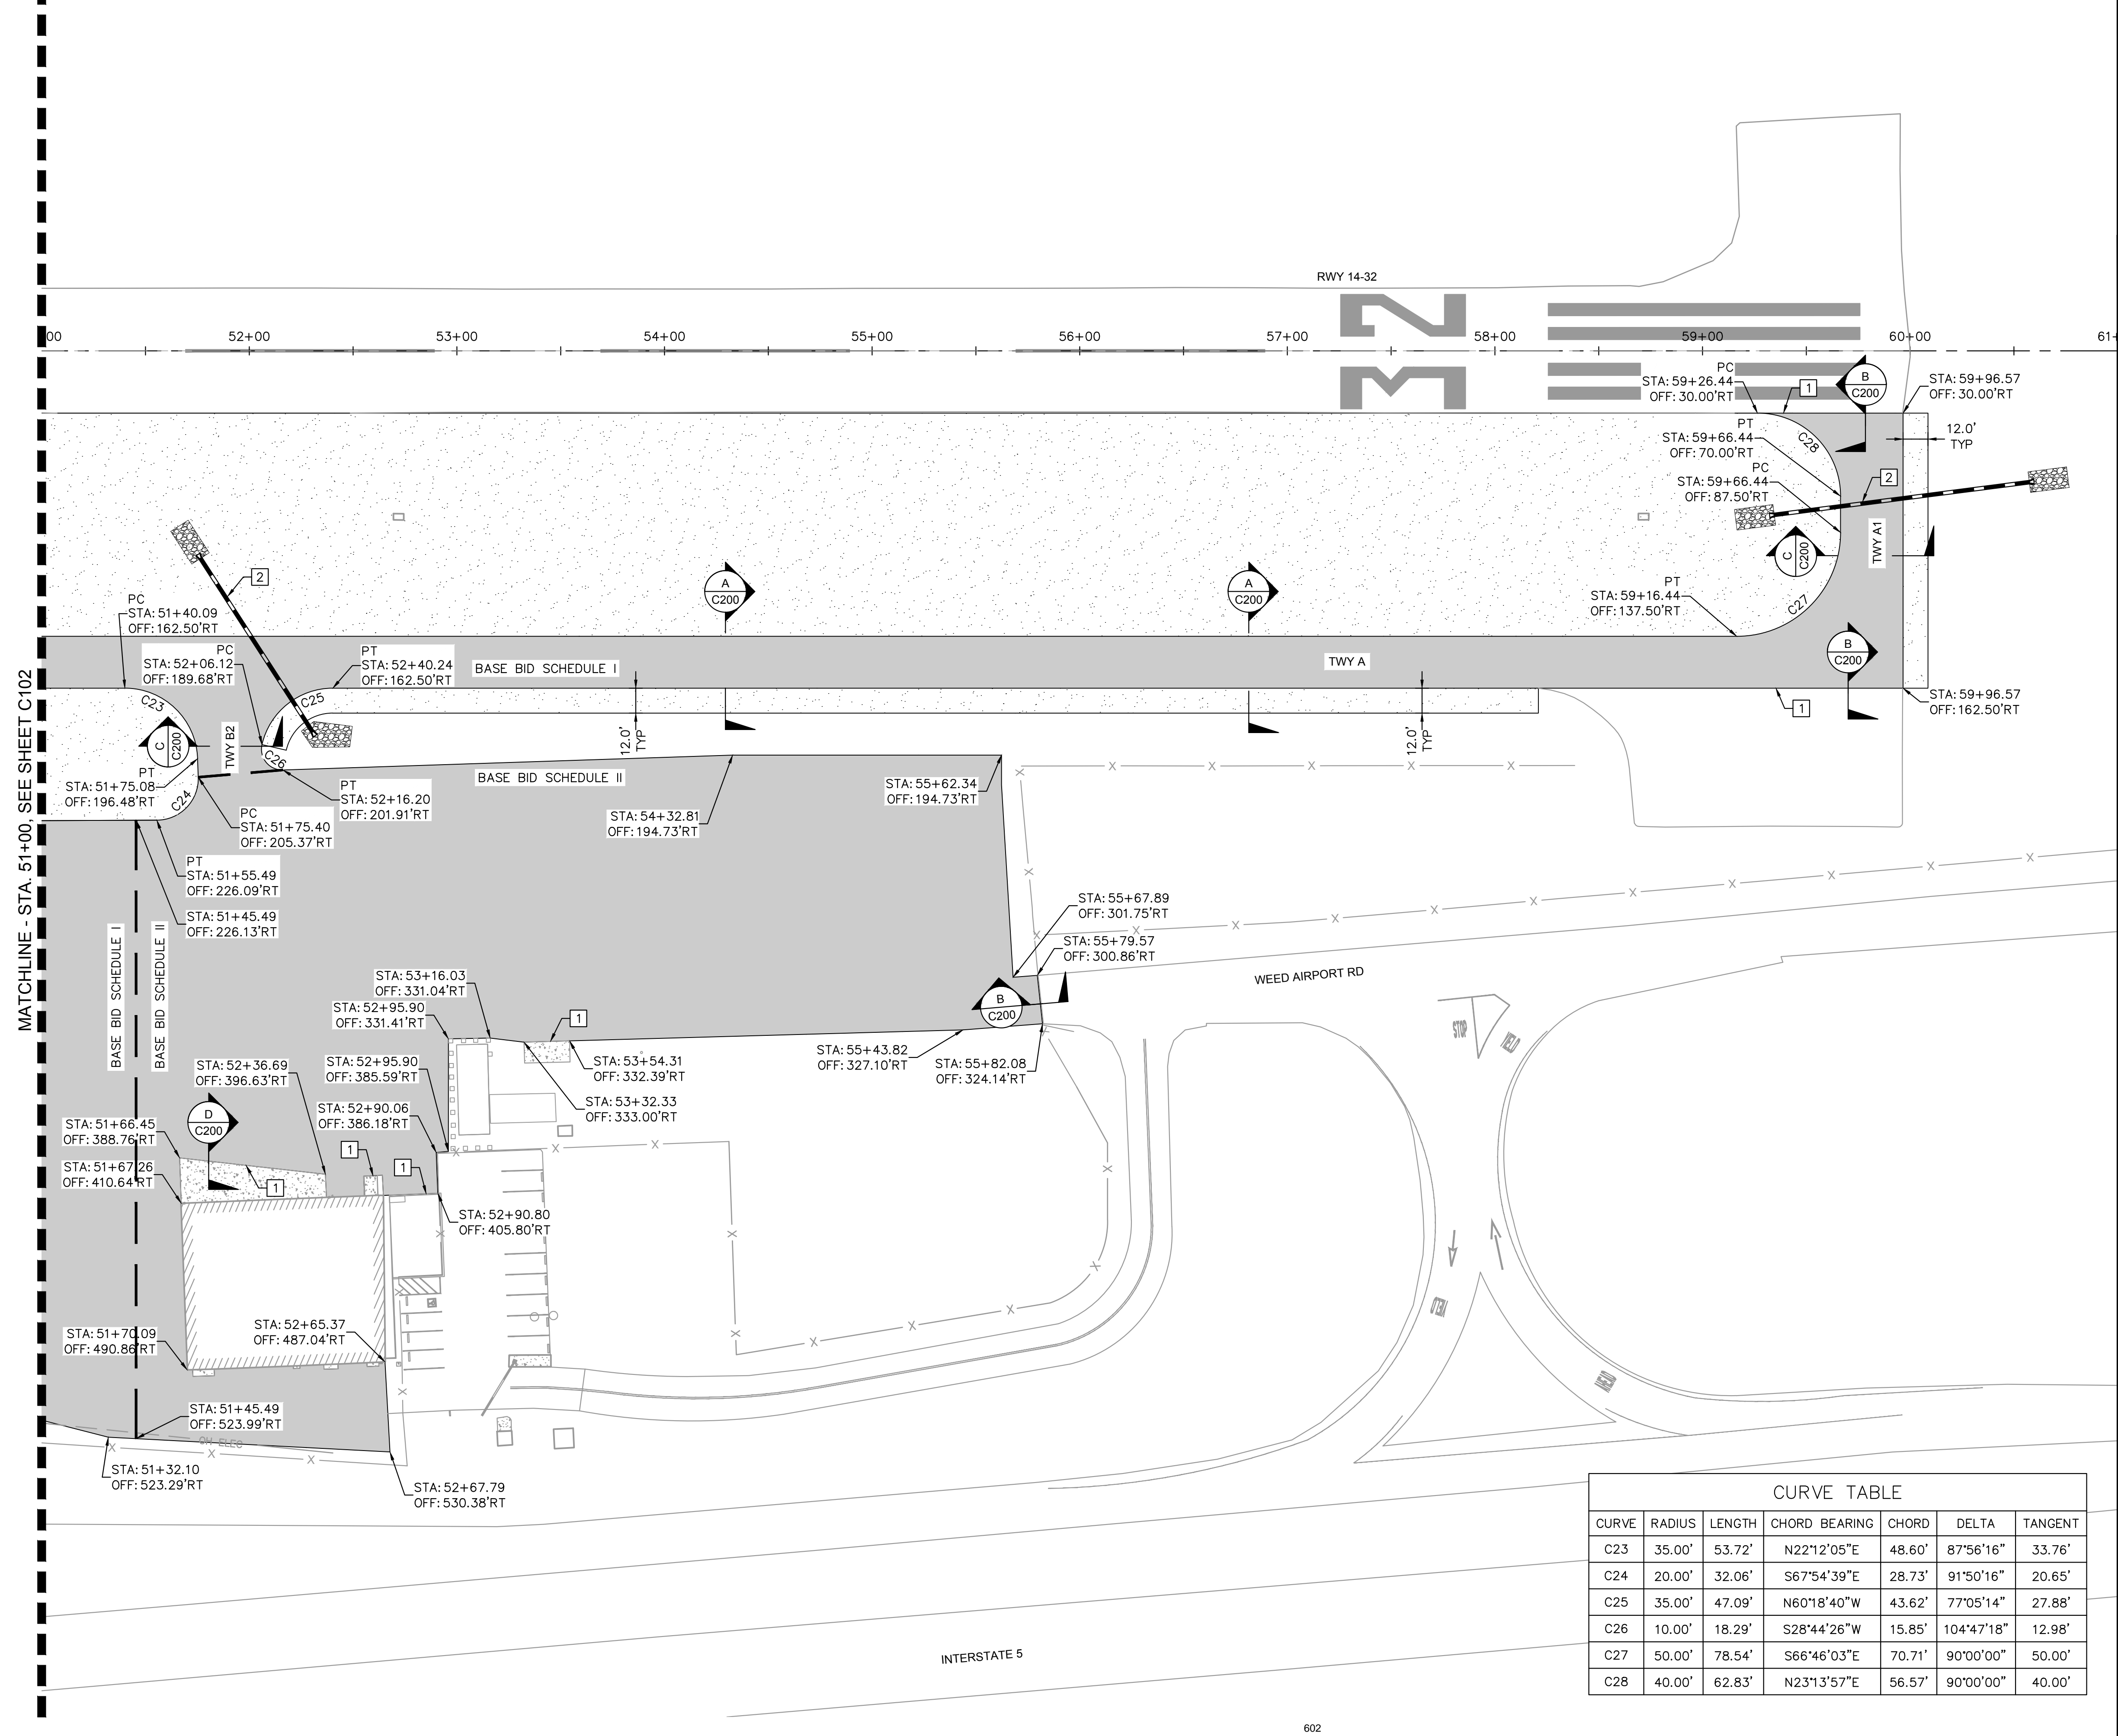 RWY 14-32
00
52+00
53+00
54+00
55+00
56+00
57+00
58+00
59+00
60+00
61+
32
PC
STA: 59+26.44
OFF: 30.00'RT
1
B
C200
STA: 59+96.57
OFF: 30.00'RT
12.0'
TYP
PT
STA: 59+66.44
OFF: 70.00'RT
C28
PC
STA: 59+66.44
OFF: 87.50'RT
2
TWY A1
C
C200
PT
STA: 59+16.44
OFF: 137.50'RT
C27
2
A
C200
A
C200
PC
STA: 51+40.09
OFF: 162.50'RT
PC
STA: 52+06.12
OFF: 189.68'RT
PT
STA: 52+40.24
OFF: 162.50'RT
BASE BID SCHEDULE I
TWY A
B
C200
STA: 59+96.57
OFF: 162.50'RT
1
C23
C25
C
C200
TWY B2
C26
12.0'
TYP
12.0'
TYP
PT
STA: 51+75.08
OFF: 196.48'RT
C24
BASE BID SCHEDULE II
PT
STA: 52+16.20
OFF: 201.91'RT
PC
STA: 51+75.40
OFF: 205.37'RT
STA: 54+32.81
OFF: 194.73'RT
STA: 55+62.34
OFF: 194.73'RT
PT
STA: 51+55.49
OFF: 226.09'RT
STA: 51+45.49
OFF: 226.13'RT
MATCHLINE - STA. 51+00, SEE SHEET C102
BASE BID SCHEDULE I
BASE BID SCHEDULE II
STA: 55+67.89
OFF: 301.75'RT
STA: 55+79.57
OFF: 300.86'RT
WEED AIRPORT RD
STOP
STA: 53+16.03
OFF: 331.04'RT
STA: 52+95.90
OFF: 331.41'RT
1
B
C200
STA: 55+43.82
OFF: 327.10'RT
STA: 55+82.08
OFF: 324.14'RT
STA: 53+54.31
OFF: 332.39'RT
STA: 53+32.33
OFF: 333.00'RT
STA: 52+36.69
OFF: 396.63'RT
STA: 52+95.90
OFF: 385.59'RT
STA: 52+90.06
OFF: 386.18'RT
D
C200
STA: 51+66.45
OFF: 388.76'RT
STA: 51+67.26
OFF: 410.64'RT
1
1
1
STA: 52+90.80
OFF: 405.80'RT
STA: 51+70.09
OFF: 490.86'RT
STA: 52+65.37
OFF: 487.04'RT
STA: 51+45.49
OFF: 523.99'RT
OH ELEC
STA: 51+32.10
OFF: 523.29'RT
STA: 52+67.79
OFF: 530.38'RT
INTERSTATE 5
CURVE TABLE
CURVE RADIUS LENGTH CHORD BEARING CHORD DELTA TANGENT
C23 35.00' 53.72' N22°12'05"E 48.60' 87°56'16" 33.76'
C24 20.00' 32.06' S67°54'39"E 28.73' 91°50'16" 20.65'
C25 35.00' 47.09' N60°18'40"W 43.62' 77°05'14" 27.88'
C26 10.00' 18.29' S28°44'26"W 15.85' 104°47'18" 12.98'
C27 50.00' 78.54' S66°46'03"E 70.71' 90°00'00" 50.00'
C28 40.00' 62.83' N23°13'57"E 56.57' 90°00'00" 40.00'
602